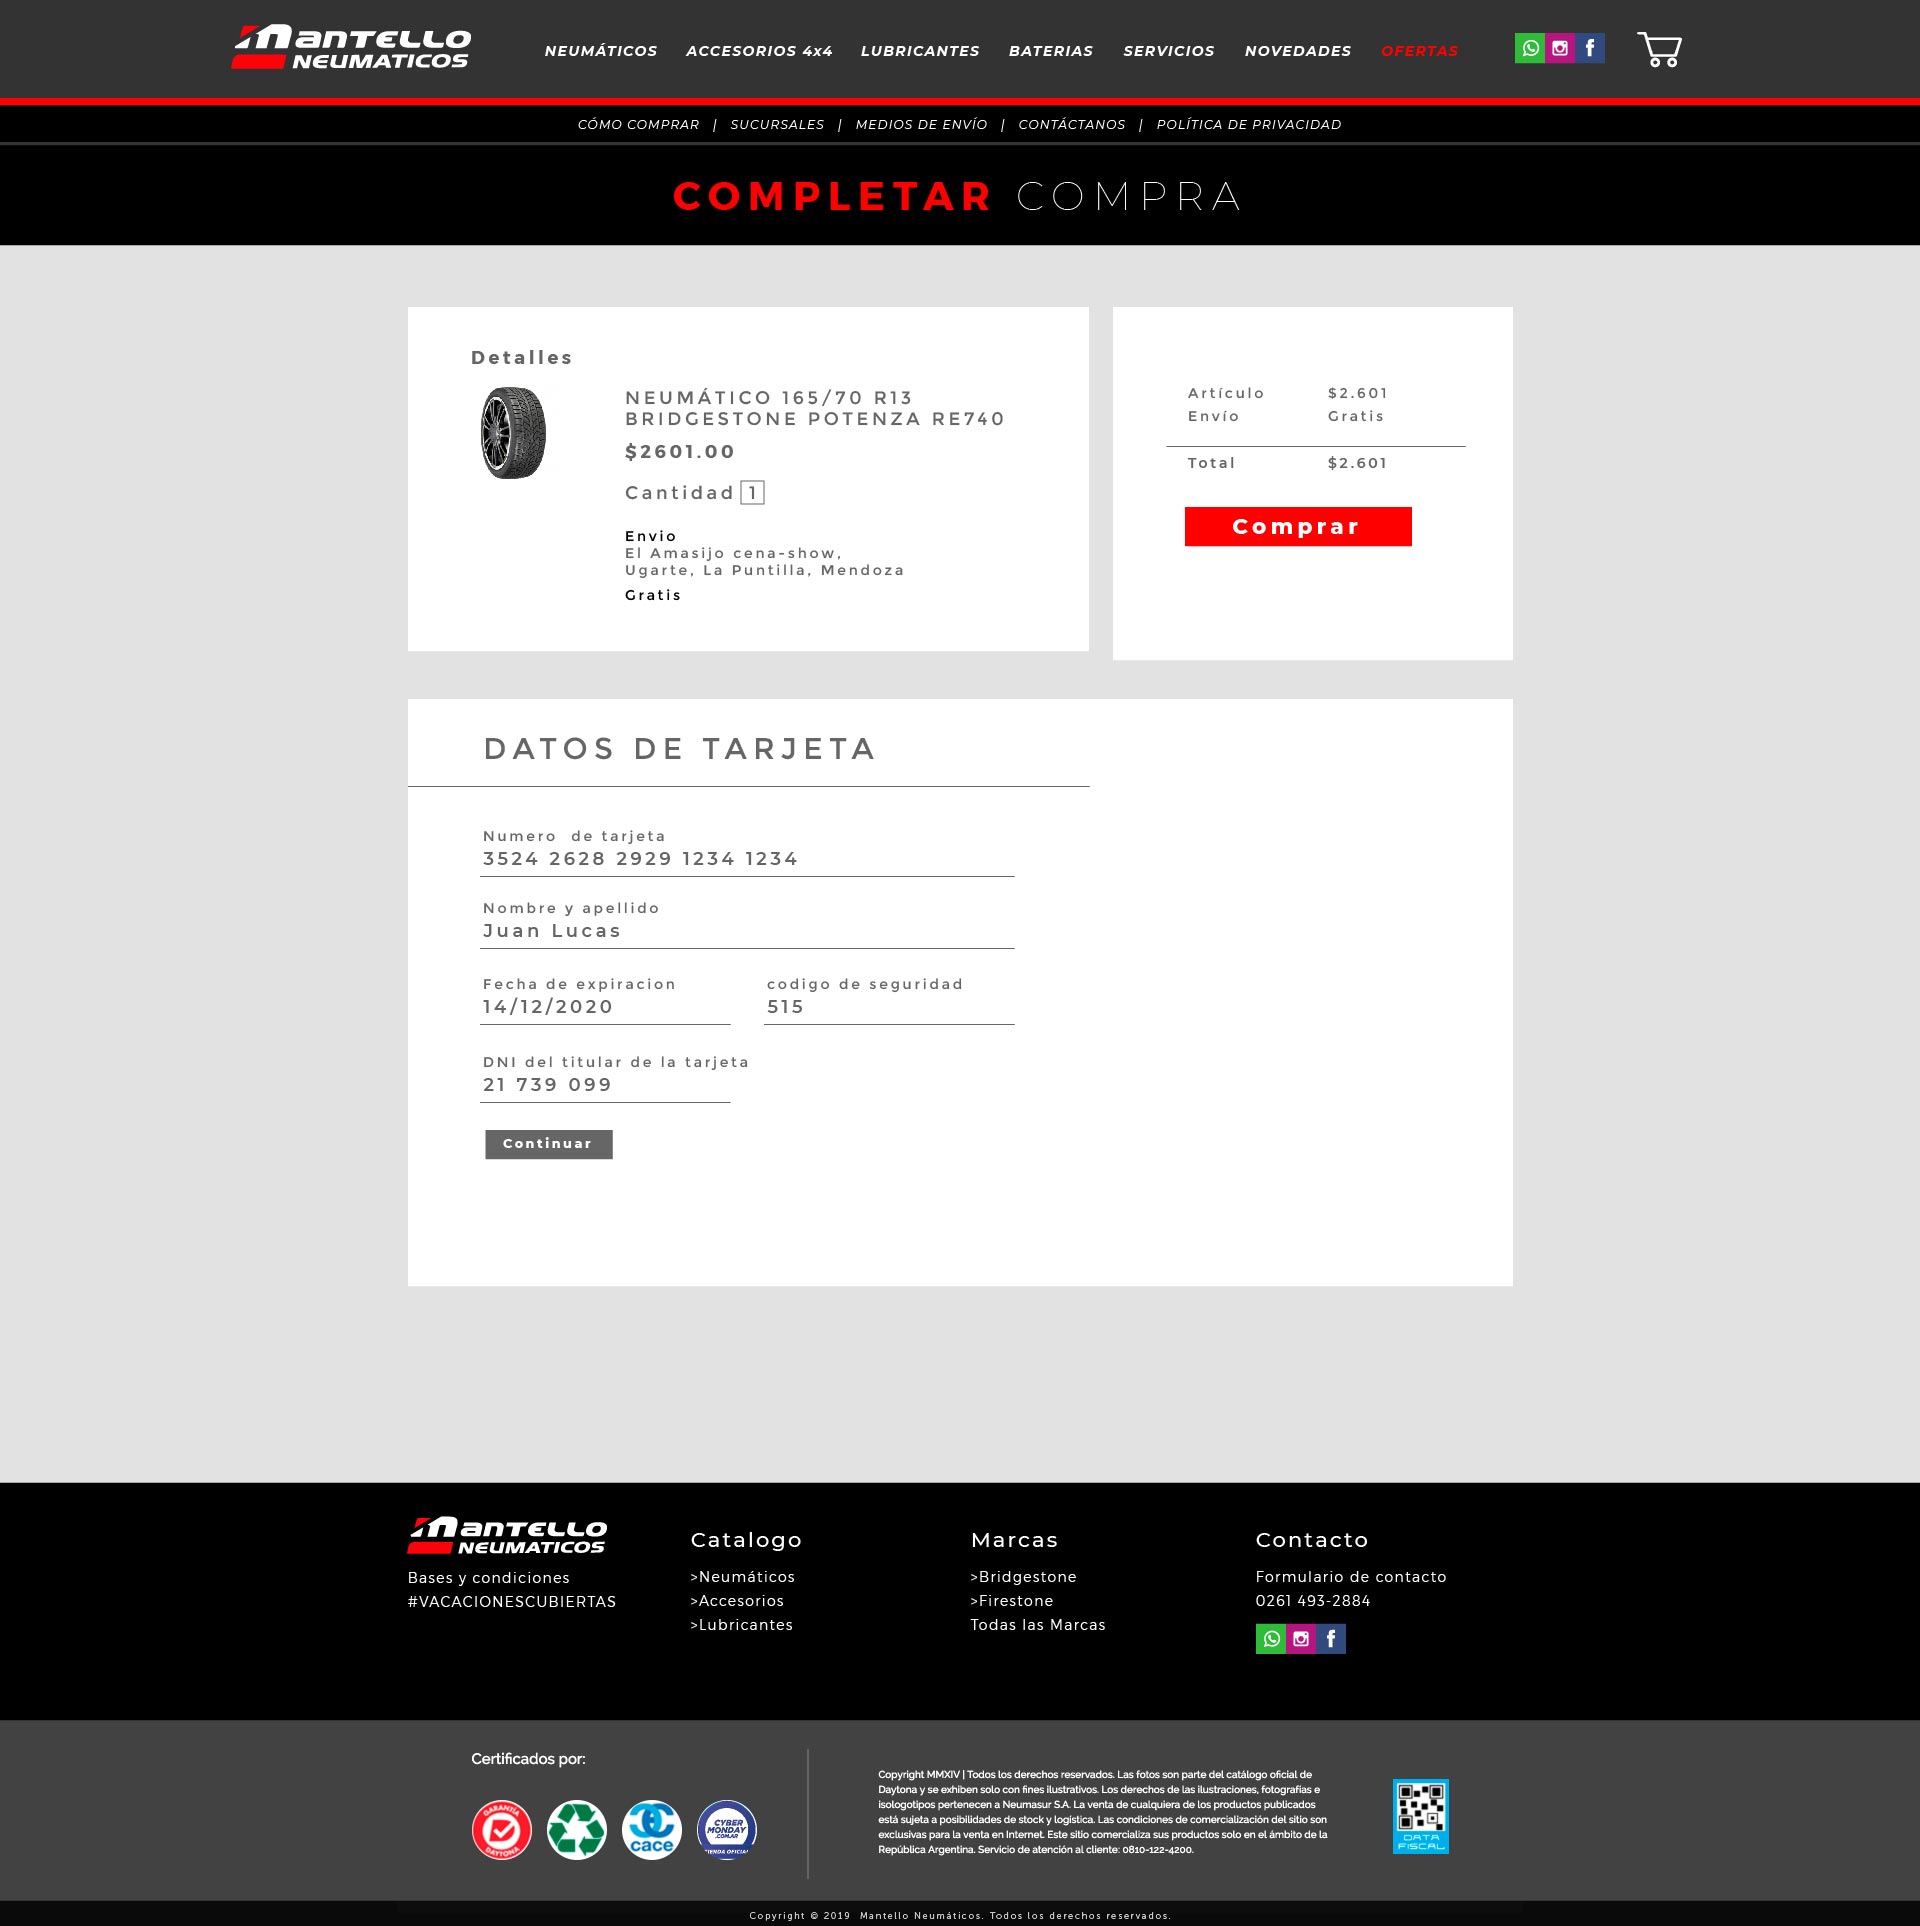 mANTELLO
NEUMATICOS
NEUMÁTICOS ACCESORIOS 4x4 LUBRICANTES BATERIAS SERVICIOS NOVEDADES OFERTAS
CÓMO COMPRAR | SUCURSALES | MEDIOS DE ENVÍO | CONTÁCTANOS | POLÍTICA DE PRIVACIDAD
COMPLETAR COMPRA
Detalles
NEUMÁTICO 165/70 R13
BRIDGESTONE POTENZA RE740
$2601.00
Cantidad 1
Envio
El Amasijo cena-show,
Ugarte, La Puntilla, Mendoza
Gratis
Artículo $2.601
Envío Gratis
Total $2.601
Comprar
DATOS DE TARJETA
Numero de tarjeta
3524 2628 2929 1234 1234
Nombre y apellido
Juan Lucas
Fecha de expiracion
14/12/2020
codigo de seguridad
515
DNI del titular de la tarjeta
21 739 099
Continuar
mANTELLO
NEUMATICOS
Bases y condiciones
#VACACIONESCUBIERTAS
Catalogo
>Neumáticos
>Accesorios
>Lubricantes
Marcas
>Bridgestone
>Firestone
Todas las Marcas
Contacto
Formulario de contacto
0261 493-2884
Certificados por:
GARANTÍA
DAYTONA
cace
CYBER
MONDAY
.COM.AR
TIENDA OFICIAL
Copyright MMXIV | Todos los derechos reservados. Las fotos son parte del catálogo oficial de
Daytona y se exhiben solo con fines ilustrativos. Los derechos de las ilustraciones, fotografías e
isologotipos pertenecen a Neumasur S.A. La venta de cualquiera de los productos publicados
está sujeta a posibilidades de stock y logística. Las condiciones de comercialización del sitio son
exclusivas para la venta en Internet. Este sitio comercializa sus productos solo en el ámbito de la
República Argentina. Servicio de atención al cliente: 0810-122-4200.
DATA
FISCAL
Copyright © 2019 Mantello Neumáticos. Todos los derechos reservados.